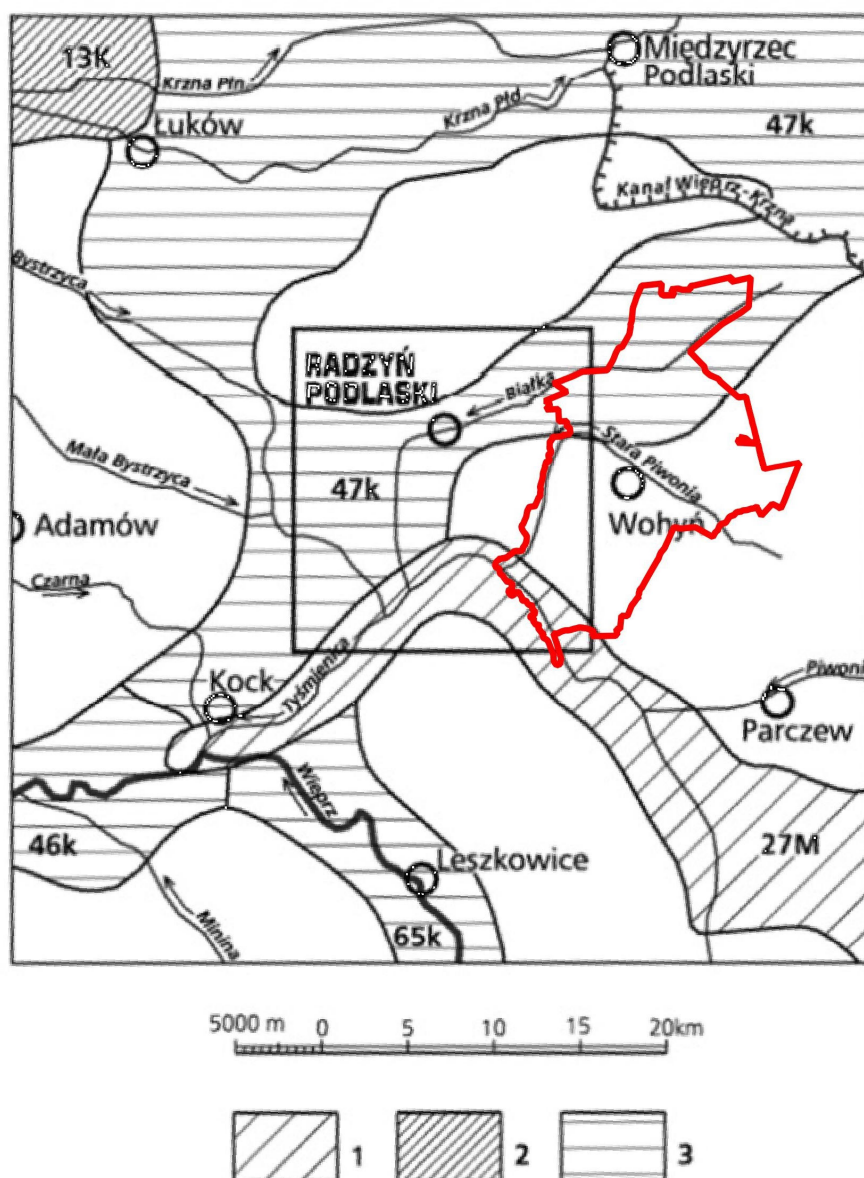 13K
Krzna Płn
Międzyrzec
Podlaski
Krzna Płd
Łuków
47k
Kanał Wieprz-Krzna
Bystrzyca
RADZYŃ
PODLASKI
Białka
Stara Piwonia
Mała Bystrzyca
47k
Wohyń
Adamów
Czarna
Kock
Tyśmienica
Piwoni
Parczew
Wieprz
46k
Leszkowice
27M
Minina
65k
5000 m 0 5 10 15 20km
1 2 3